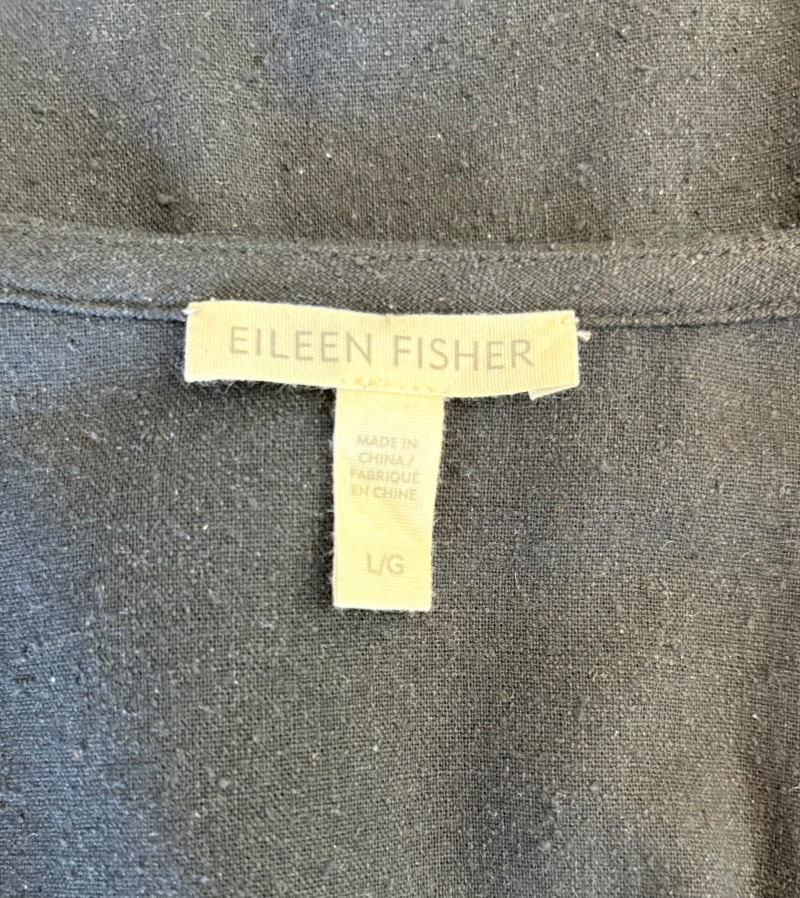 EILEEN FISHER
MADE IN
CHINA /
FABRIQUÉ
EN CHINE
L/G